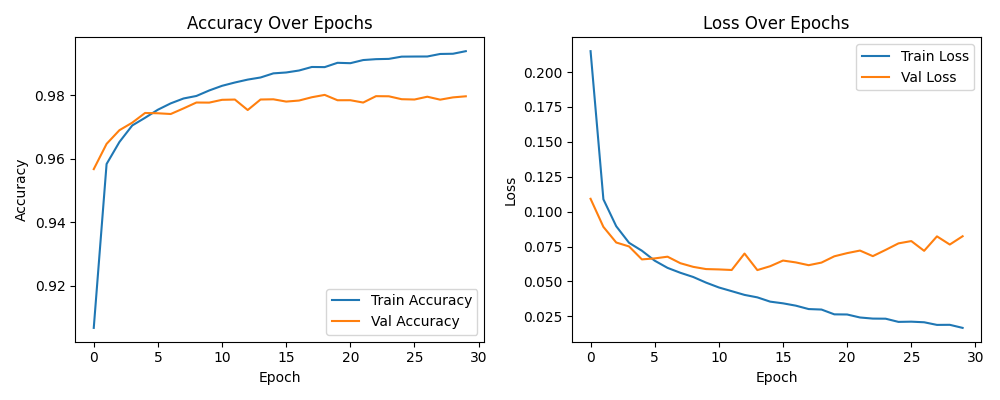 Accuracy Over Epochs
Accuracy
0.98
0.96
0.94
0.92
Train Accuracy
Val Accuracy
0 5 10 15 20 25 30
Epoch
Loss Over Epochs
Loss
0.200
0.175
0.150
0.125
0.100
0.075
0.050
0.025
Train Loss
Val Loss
0 5 10 15 20 25 30
Epoch